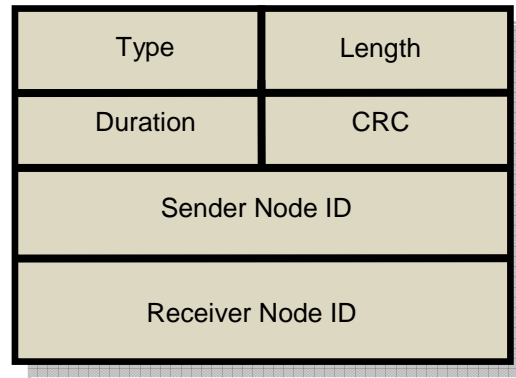 Type Length
Duration CRC
Sender Node ID
Receiver Node ID